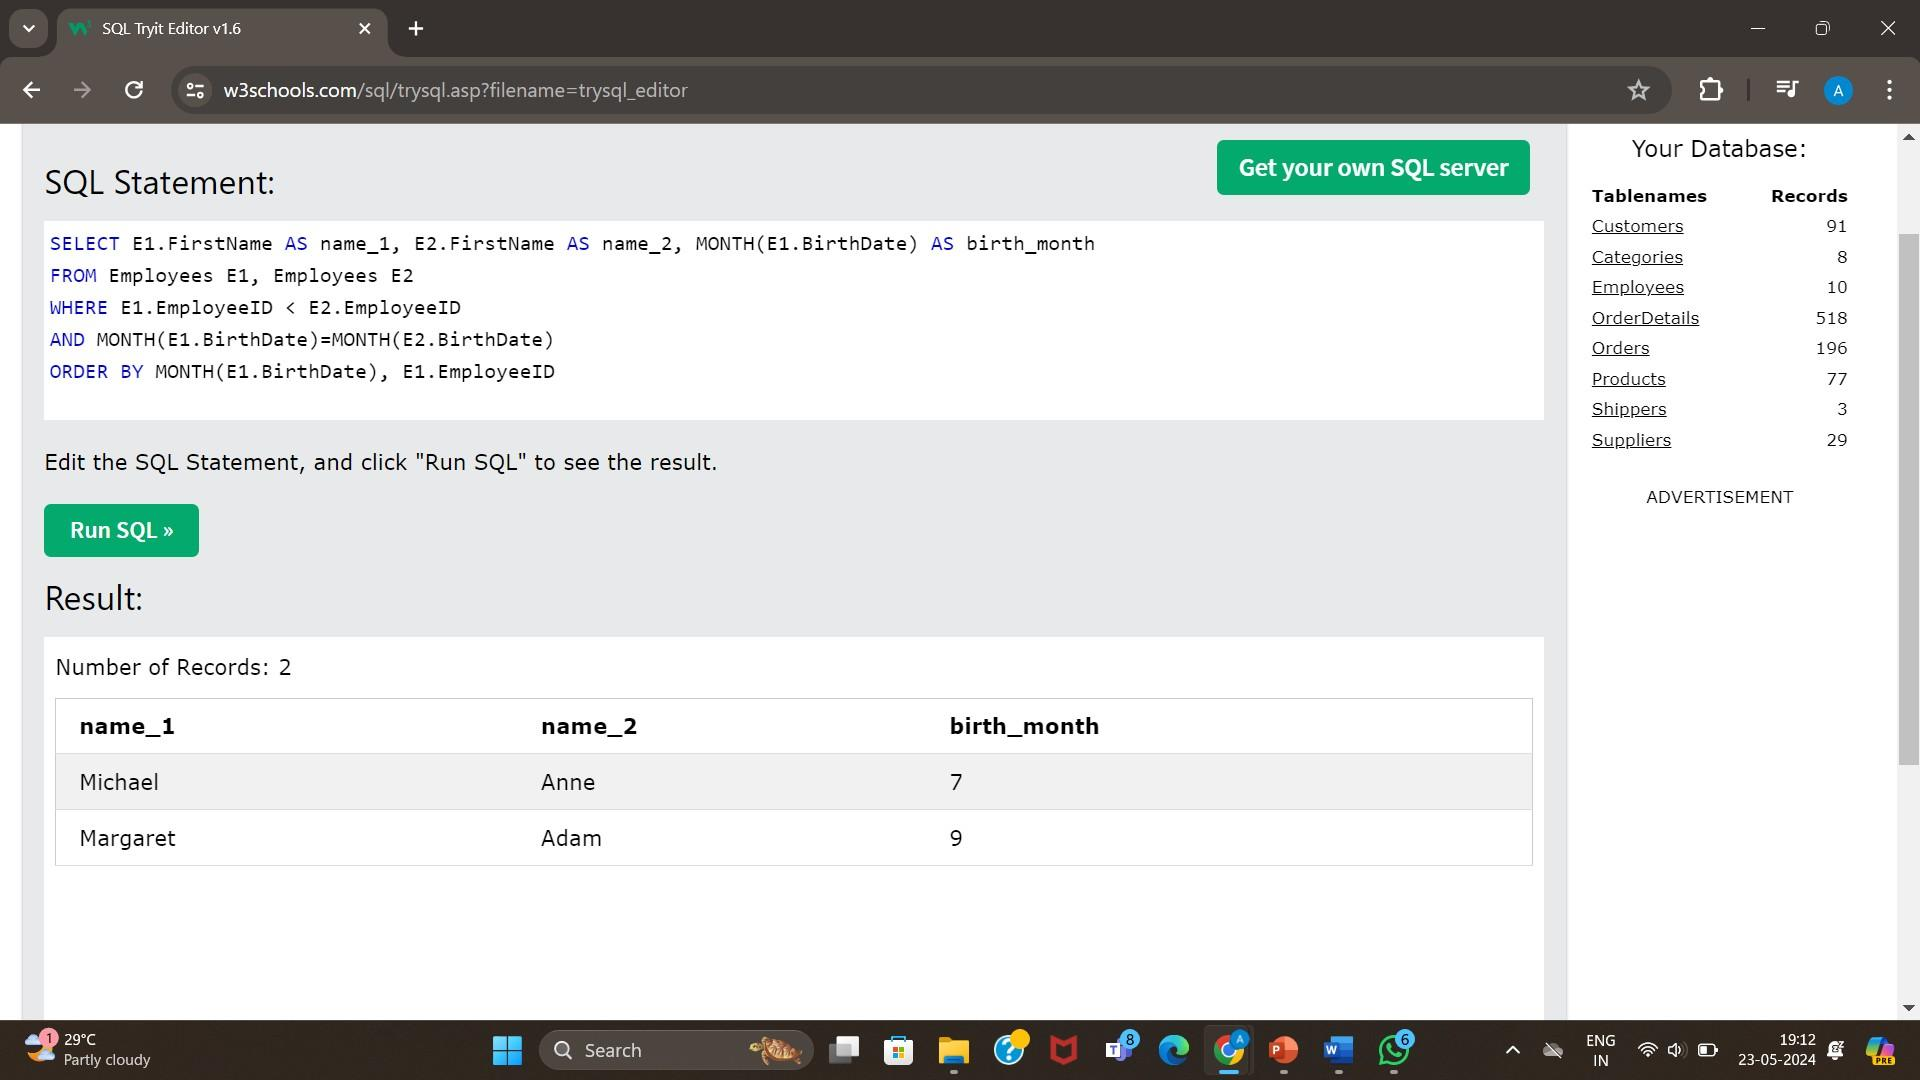 SQL Tryit Editor v1.6
w3schools.com/sql/trysql.asp?filename=trysql_editor
A
SQL Statement:
Get your own SQL server
SELECT E1.FirstName AS name_1, E2.FirstName AS name_2, MONTH(E1.BirthDate) AS birth_month
FROM Employees E1, Employees E2
WHERE E1.EmployeeID < E2.EmployeeID
AND MONTH(E1.BirthDate)=MONTH(E2.BirthDate)
ORDER BY MONTH(E1.BirthDate), E1.EmployeeID
Edit the SQL Statement, and click "Run SQL" to see the result.
Run SQL »
Result:
Number of Records: 2
name_1 name_2 birth_month
Michael Anne 7
Margaret Adam 9
Your Database:
Tablenames Records
Customers 91
Categories 8
Employees 10
OrderDetails 518
Orders 196
Products 77
Shippers 3
Suppliers 29
ADVERTISEMENT
1
29°C
Partly cloudy
Search
8
A
6
ENG
IN
19:12
23-05-2024
PRE